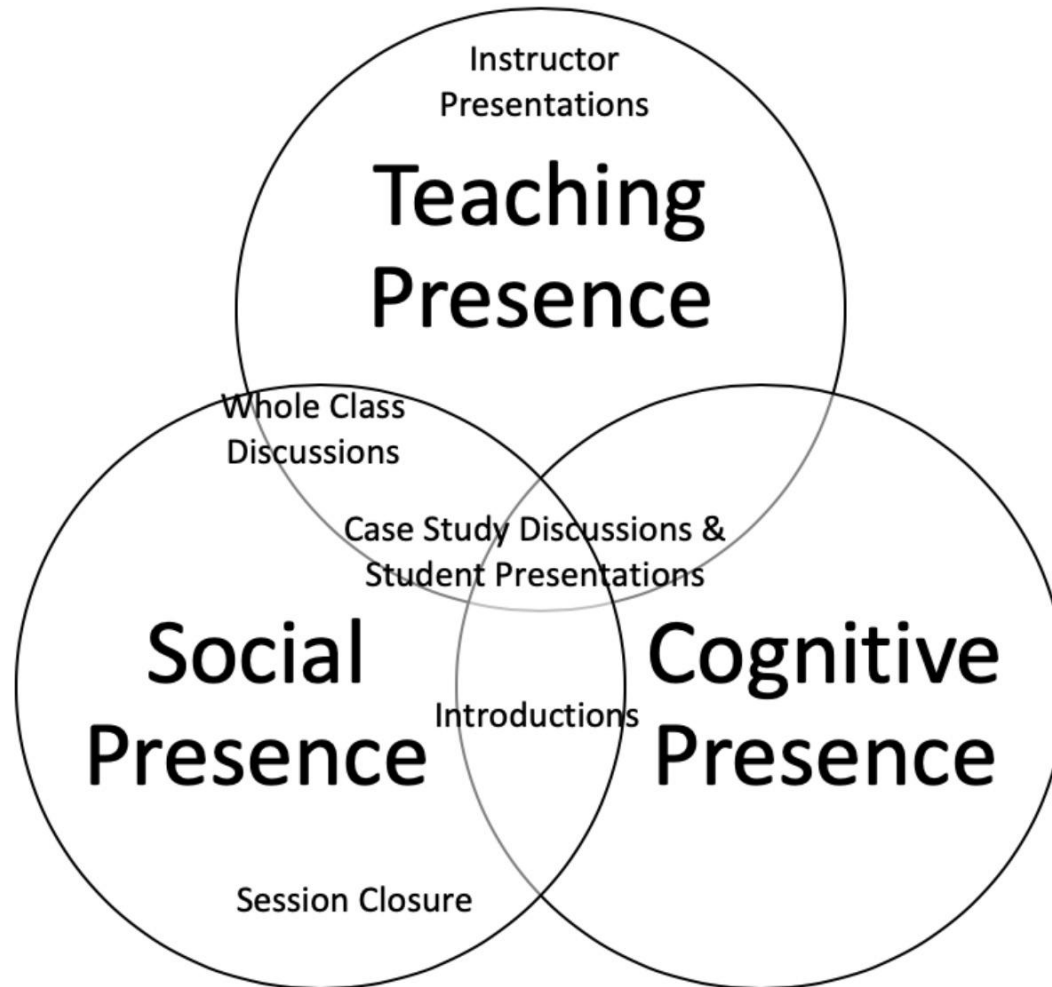 Instructor
Presentations
Teaching
Presence
Whole Class
Discussions
Case Study Discussions &
Student Presentations
Social
Presence
Cognitive
Presence
Introductions
Session Closure